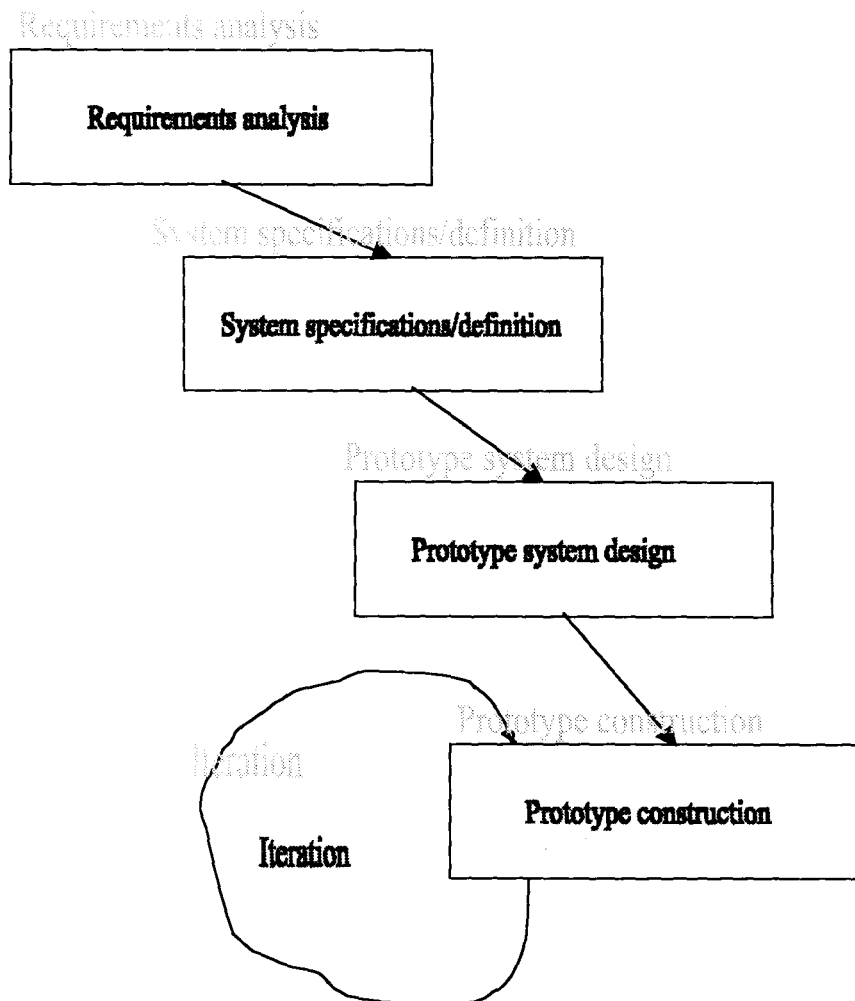 Requirements analysis
Requirements analysis
System specifications/definition
System specifications/definition
Prototype system design
Prototype system design
Prototype construction
Iteration
Prototype construction
Iteration